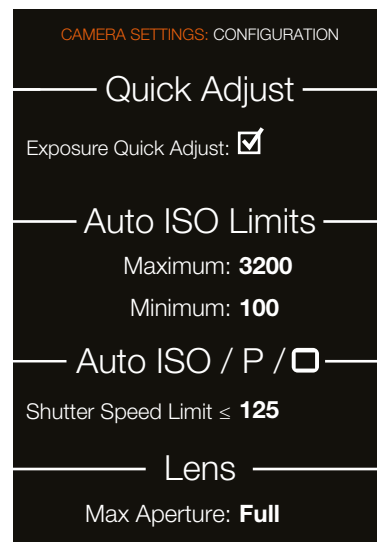 CAMERA SETTINGS: CONFIGURATION
Quick Adjust
Exposure Quick Adjust: ☑
Auto ISO Limits
Maximum: 3200
Minimum: 100
Auto ISO / P / □
Shutter Speed Limit ≤ 125
Lens
Max Aperture: Full